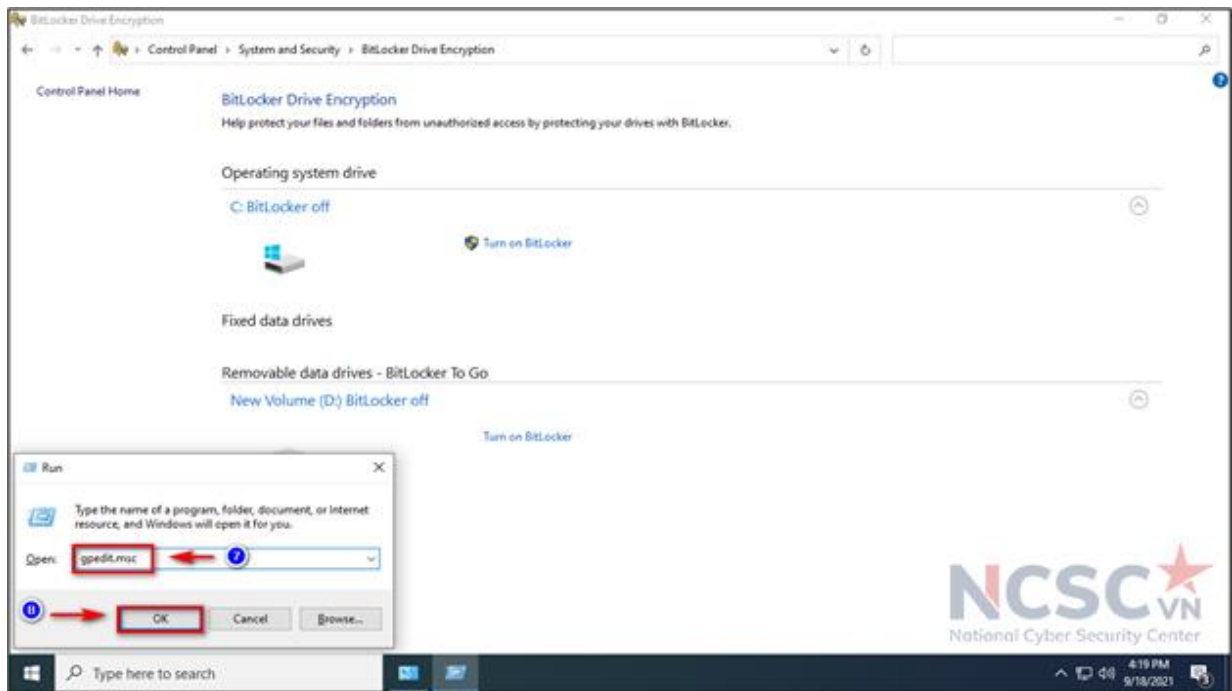 BitLocker Drive Encryption
Control Panel › System and Security › BitLocker Drive Encryption
Control Panel Home
BitLocker Drive Encryption
Help protect your files and folders from unauthorized access by protecting your drives with BitLocker.
Operating system drive
C: BitLocker off
Turn on BitLocker
Fixed data drives
Removable data drives - BitLocker To Go
New Volume (D:) BitLocker off
Turn on BitLocker
Run
Type the name of a program, folder, document, or Internet
resource, and Windows will open it for you.
Open: gpedit.msc
7
OK Cancel Browse...
NCSC VN
National Cyber Security Center
Type here to search
4:19 PM
9/18/2021
3